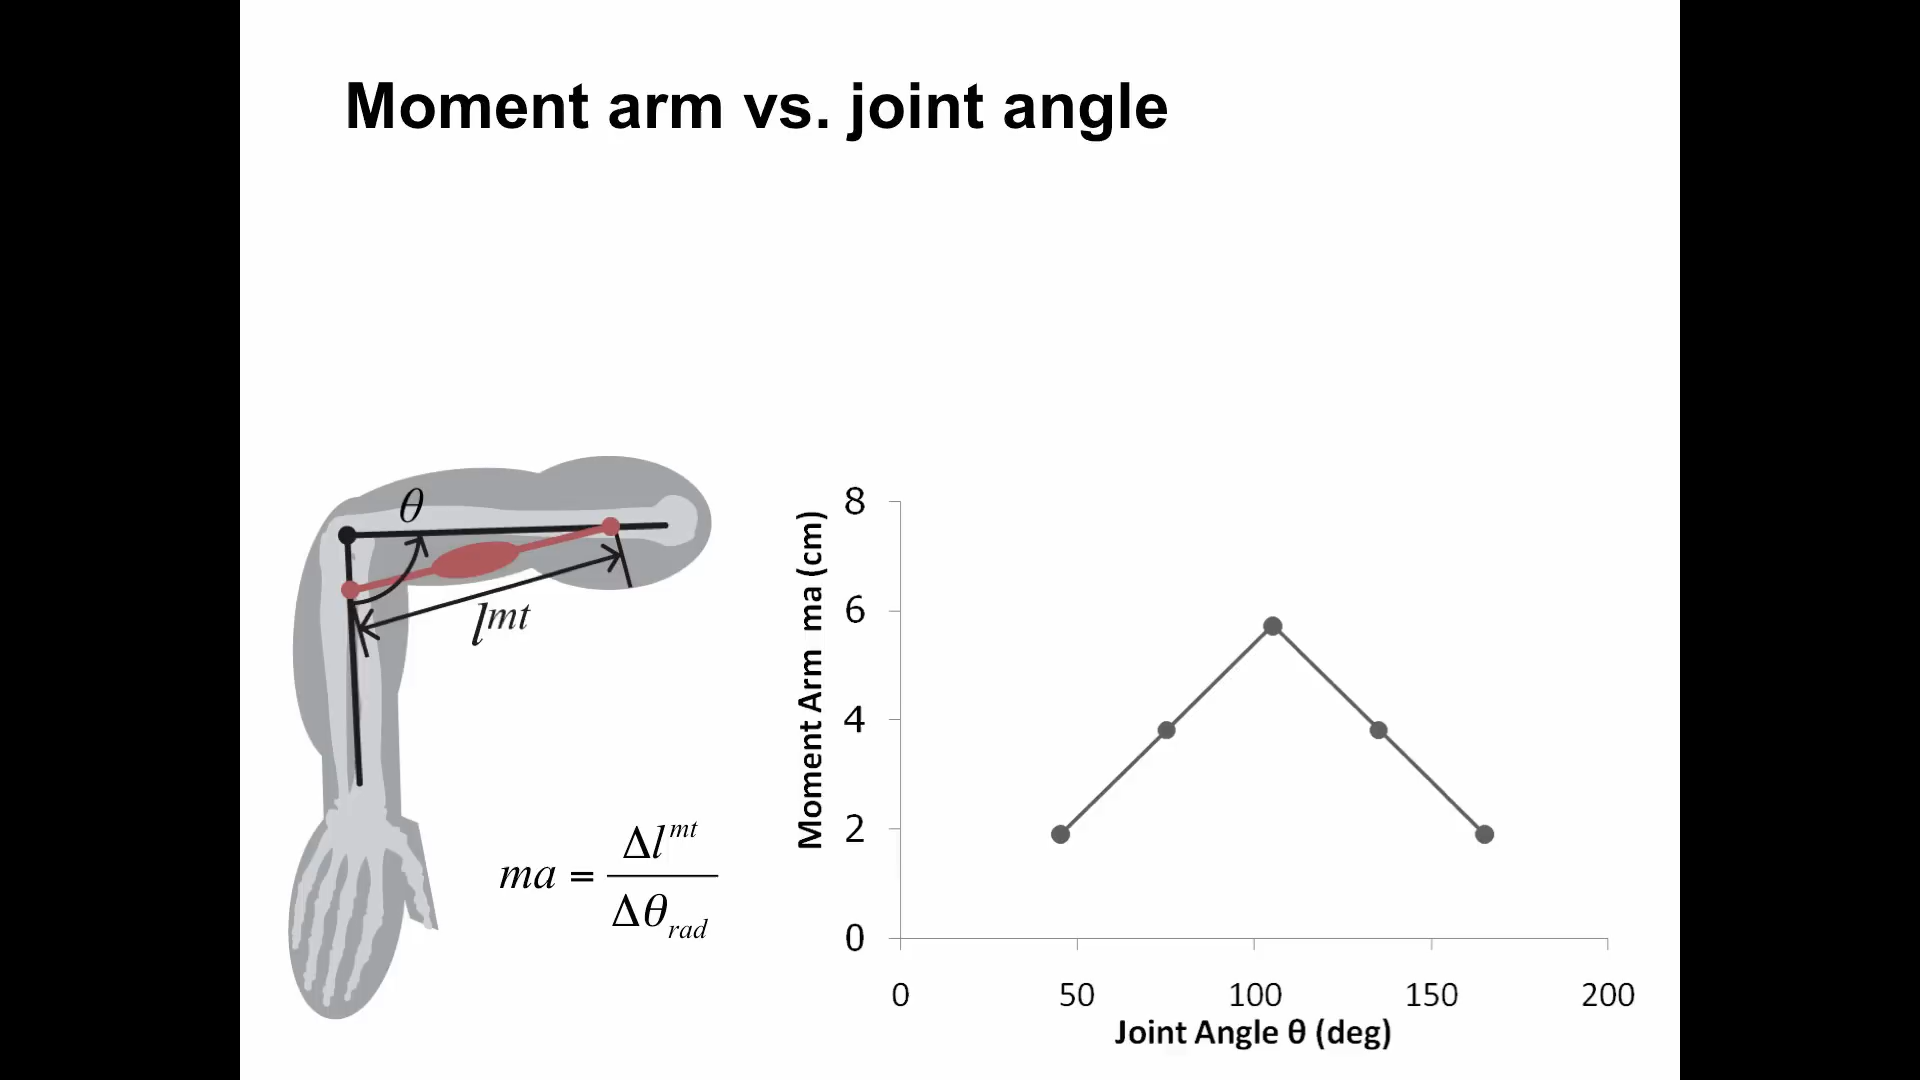 Moment arm vs. joint angle
θ
l^mt
ma = Δl^mt / Δθ_rad
Moment Arm ma (cm)
8
6
4
2
0
0 50 100 150 200
Joint Angle θ (deg)